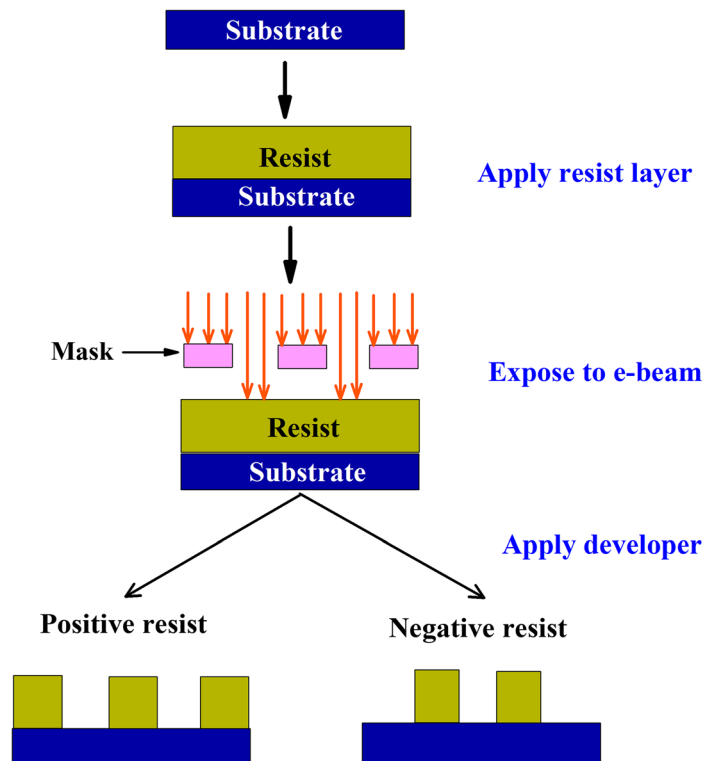 Substrate
Resist
Substrate
Apply resist layer
Mask
Expose to e-beam
Resist
Substrate
Apply developer
Positive resist
Negative resist